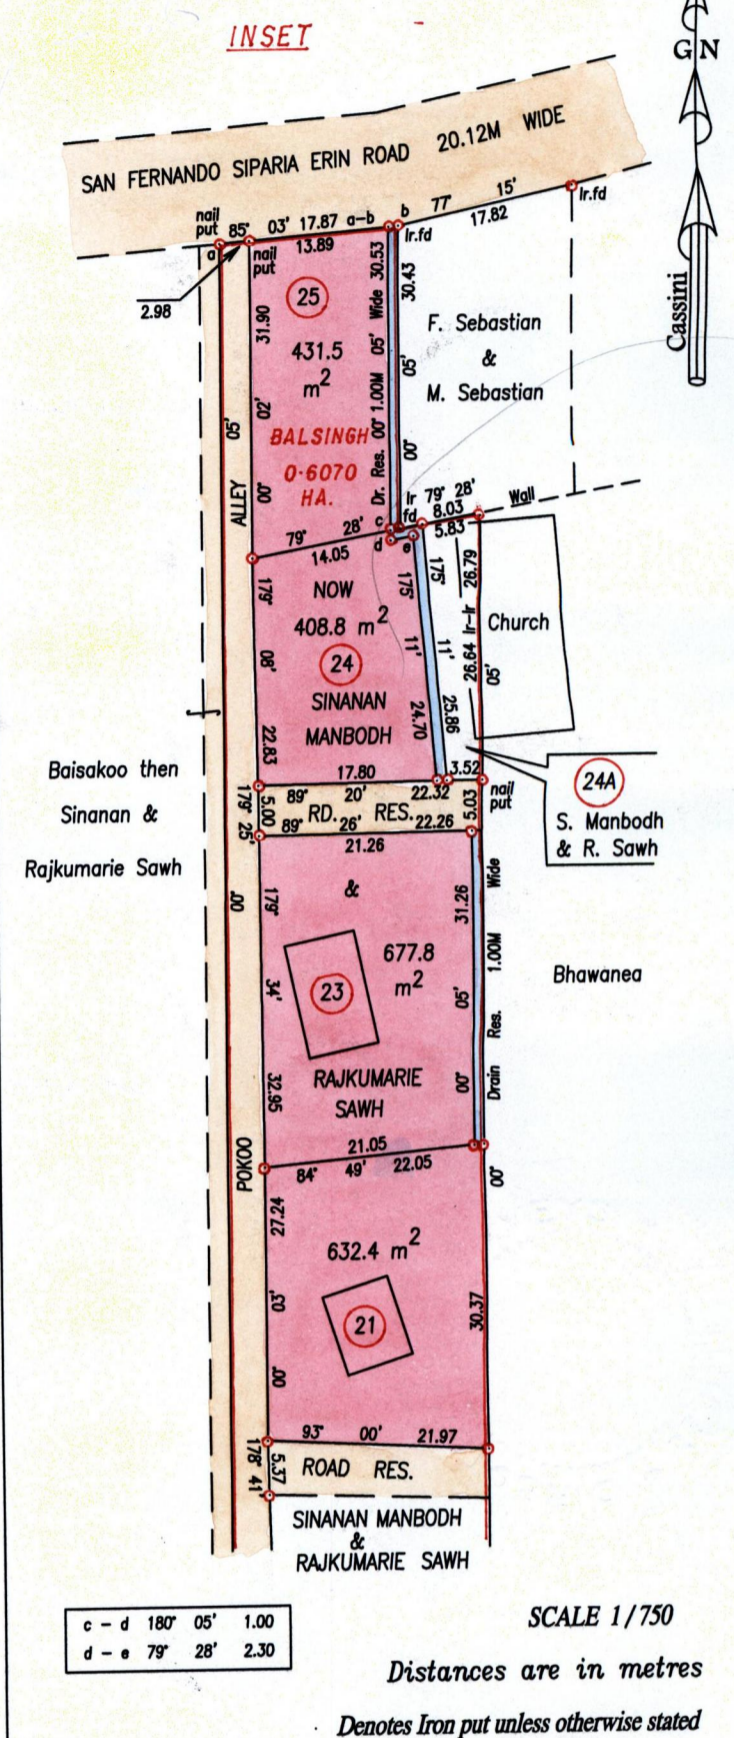 INSET
GN
Cassini
SAN FERNANDO SIPARIA ERIN ROAD 20.12M WIDE
nail
put
a
85° 03' 17.87 a-b
b
77° 15'
17.82
Ir.fd
Ir.fd
nail
put
13.89
2.98
25
431.5
m2
31.90
02'
00°
30.53
05'
00°
Dr. Res. 1.00M Wide
30.43
05'
00°
F. Sebastian
&
M. Sebastian
BALSINGH
0·6070
HA.
05'
ALLEY
79° 28'
14.05
c
d
e
Ir
fd
79° 28'
8.03
5.83
Wall
NOW
408.8 m2
24
SINANAN
MANBODH
179°
08'
22.83
175°
11'
24.70
175°
11'
25.86
26.79
26.64 Ir-Ir
05'
Church
17.80
3.52
nail
put
24A
S. Manbodh
& R. Sawh
Baisakoo then
Sinanan &
Rajkumarie Sawh
179° 25'
5.00
89° 20' 22.32
RD. RES.
89° 26' 22.26
5.03
21.26
&
00°
179°
34'
32.95
677.8
m2
23
31.26
05'
00°
Drain Res. 1.00M Wide
Bhawanea
RAJKUMARIE
SAWH
21.05
84° 49' 22.05
POKOO
00°
27.24
03'
00°
632.4 m2
21
30.37
93° 00' 21.97
178° 41'
5.37
ROAD RES.
SINANAN MANBODH
&
RAJKUMARIE SAWH
c - d 180° 05' 1.00
d - e 79° 28' 2.30
SCALE 1/750
Distances are in metres
Denotes Iron put unless otherwise stated